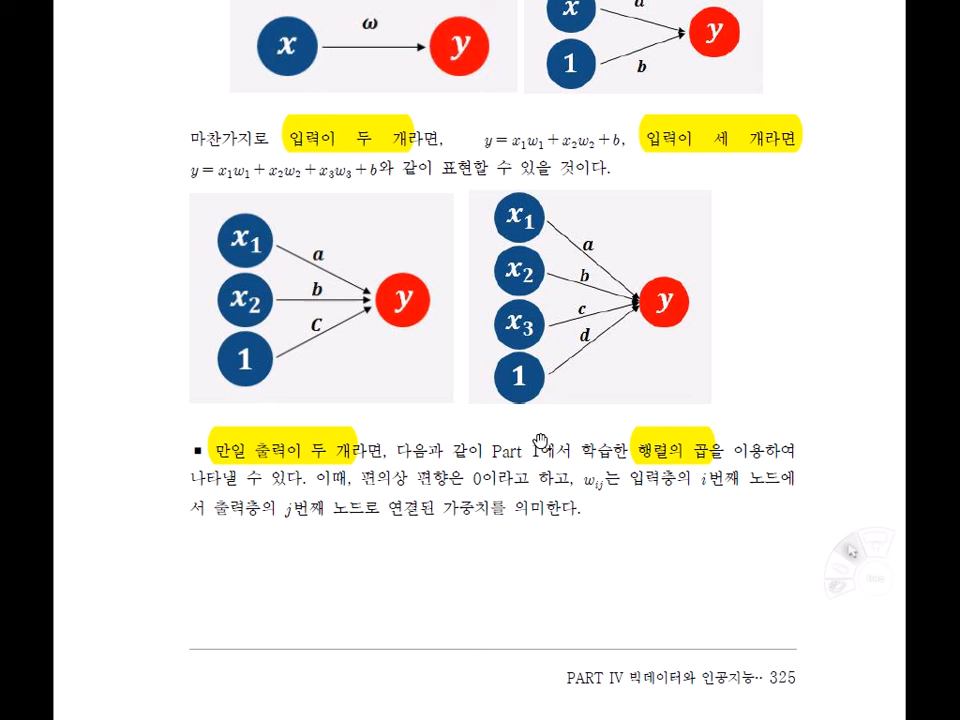 x ω y
x a
1 b y
마찬가지로 입력이 두 개라면, y = x₁w₁ + x₂w₂ + b, 입력이 세 개라면
y = x₁w₁ + x₂w₂ + x₃w₃ + b와 같이 표현할 수 있을 것이다.
x₁ a
x₂ b y
1 C
x₁ a
x₂ b
x₃ c y
1 d
■ 만일 출력이 두 개라면, 다음과 같이 Part 1에서 학습한 행렬의 곱을 이용하여
나타낼 수 있다. 이때, 편의상 편향은 0이라고 하고, wᵢⱼ는 입력층의 i번째 노드에
서 출력층의 j번째 노드로 연결된 가중치를 의미한다.
PART Ⅳ 빅데이터와 인공지능·· 325